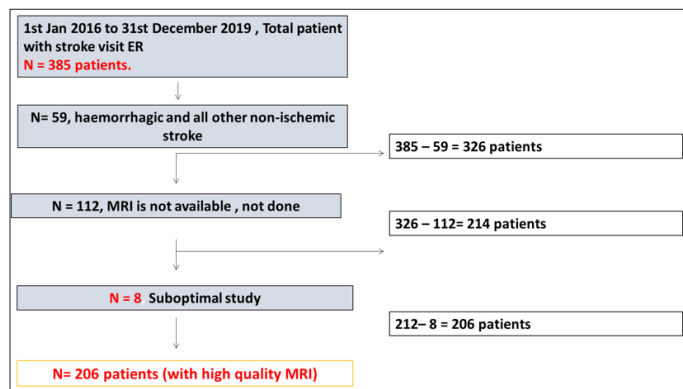 1st Jan 2016 to 31st December 2019 , Total patient
with stroke visit ER
N = 385 patients.
N= 59, haemorrhagic and all other non-ischemic
stroke
385 – 59 = 326 patients
N = 112, MRI is not available , not done
326 – 112= 214 patients
N = 8, Suboptimal study
212– 8 = 206 patients
N= 206 patients (with high quality MRI)